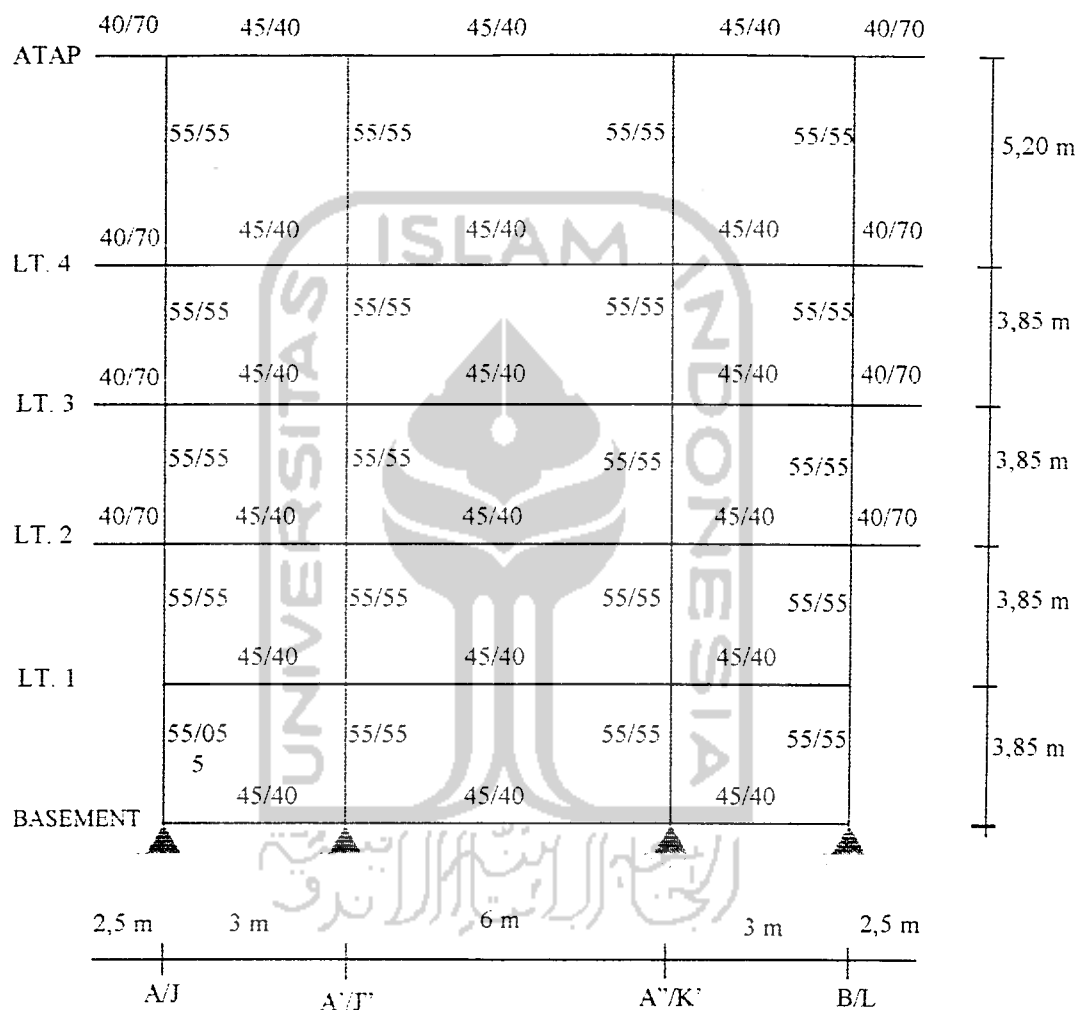 40/70 45/40 45/40 45/40 40/70
ATAP
55/55 55/55 55/55 55/55 5,20 m
40/70 45/40 45/40 45/40 40/70
LT. 4
55/55 55/55 55/55 55/55 3,85 m
40/70 45/40 45/40 45/40 40/70
LT. 3
55/55 55/55 55/55 55/55 3,85 m
40/70 45/40 45/40 45/40 40/70
LT. 2
55/55 55/55 55/55 55/55 3,85 m
45/40 45/40 45/40
LT. 1
55/05 55/55 55/55 55/55 3,85 m
5
45/40 45/40 45/40
BASEMENT
2,5 m 3 m 6 m 3 m 2,5 m
A/J A'/J' A''/K' B/L
UNIVERSITAS
ISLAM
INDONESIA